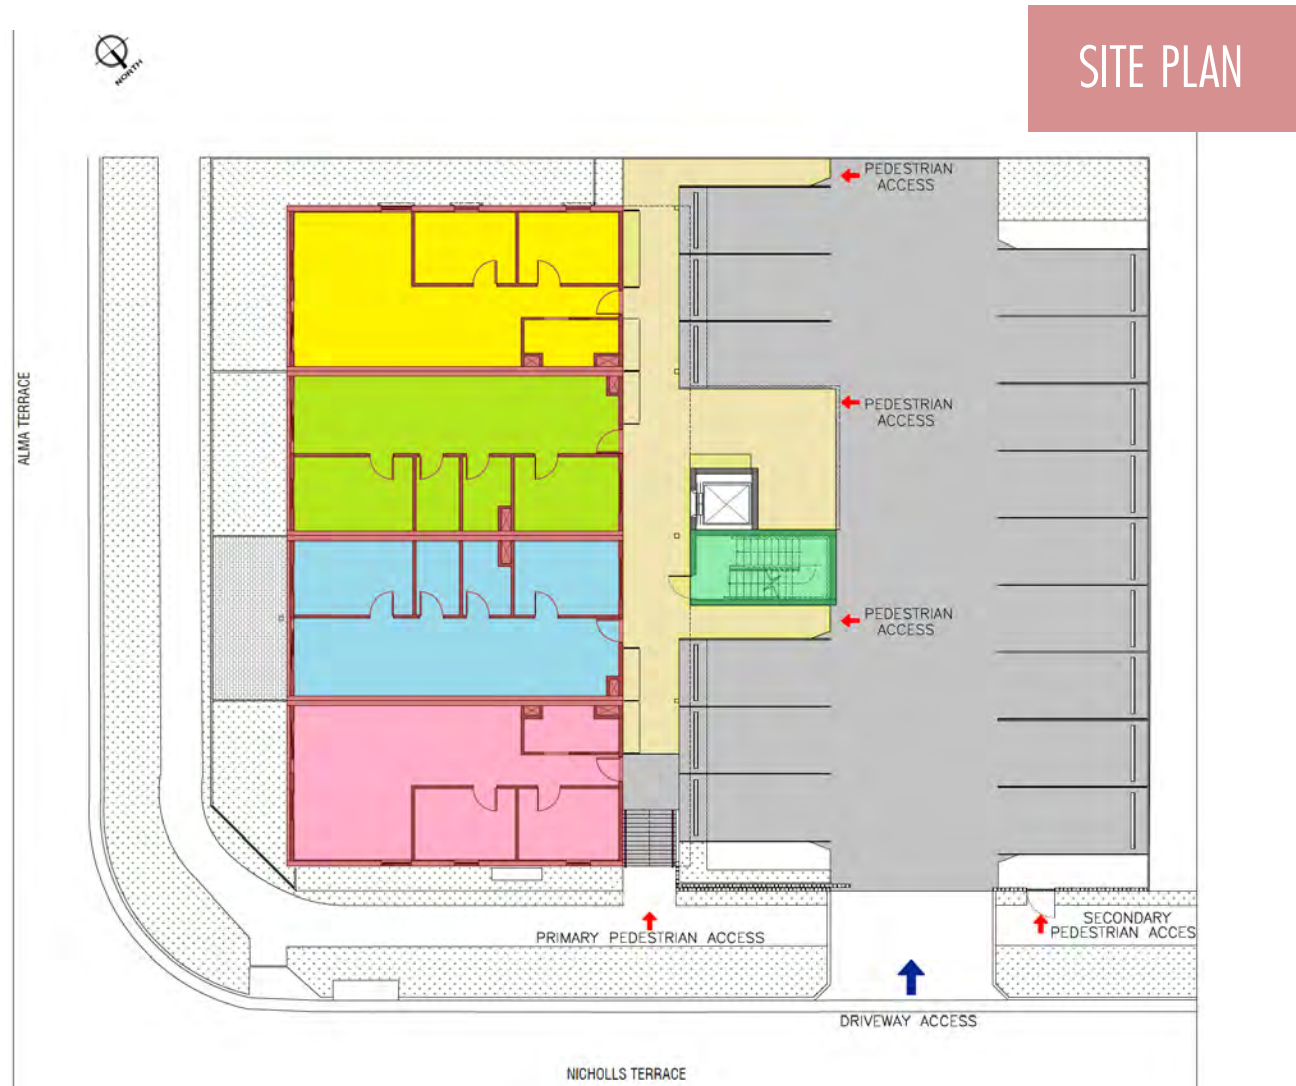 SITE PLAN
NORTH
PEDESTRIAN
ACCESS
ALMA TERRACE
PEDESTRIAN
ACCESS
PEDESTRIAN
ACCESS
PRIMARY PEDESTRIAN ACCESS
SECONDARY
PEDESTRIAN ACCES
DRIVEWAY ACCESS
NICHOLLS TERRACE